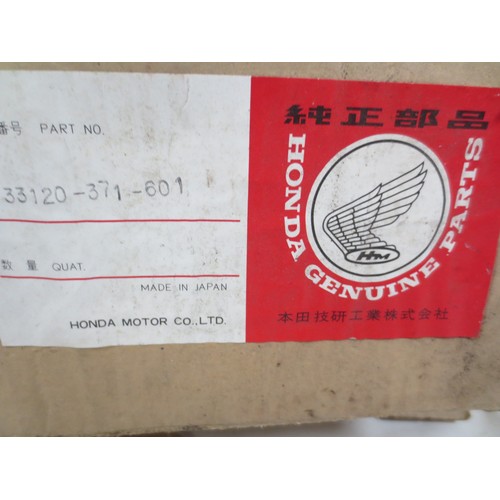 番号 PART NO.
33120-371-601
数量 QUAT.
MADE IN JAPAN
HONDA MOTOR CO.,LTD.
純正部品
HONDA GENUINE PARTS
HM
本田技研工業株式会社